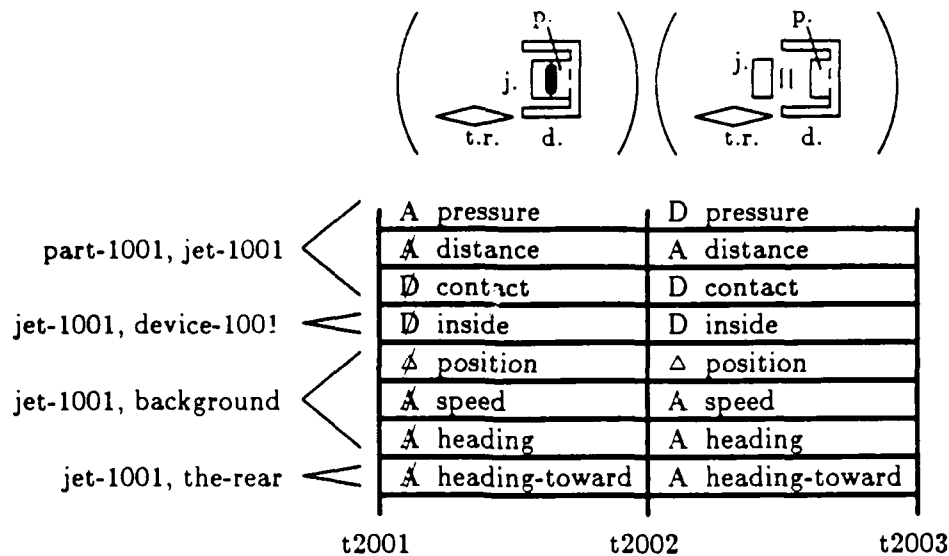 p. p.
j. j.
t.r. d. t.r. d.
A pressure D pressure
part-1001, jet-1001 A̸ distance A distance
D̸ contact D contact
jet-1001, device-100! D̸ inside D inside
△̸ position △ position
jet-1001, background A̸ speed A speed
A̸ heading A heading
jet-1001, the-rear A̸ heading-toward A heading-toward
t2001 t2002 t2003